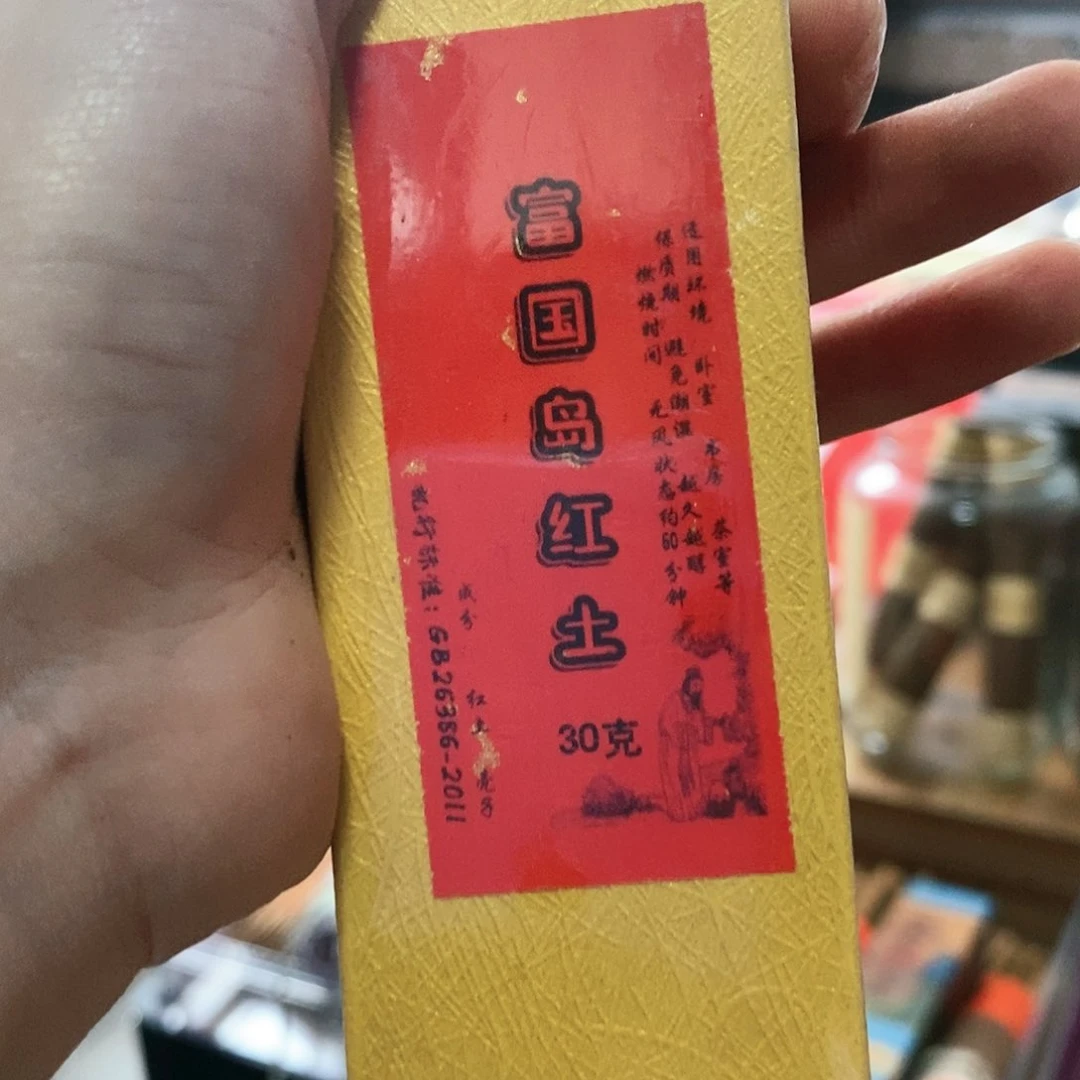 适用环境 卧室 书房 茶室等
保质期 避免潮湿 越久越醇
燃烧时间 无风状态约60分钟
富国岛红土
30克
成分 红土 壳子
执行标准：GB26386-2011